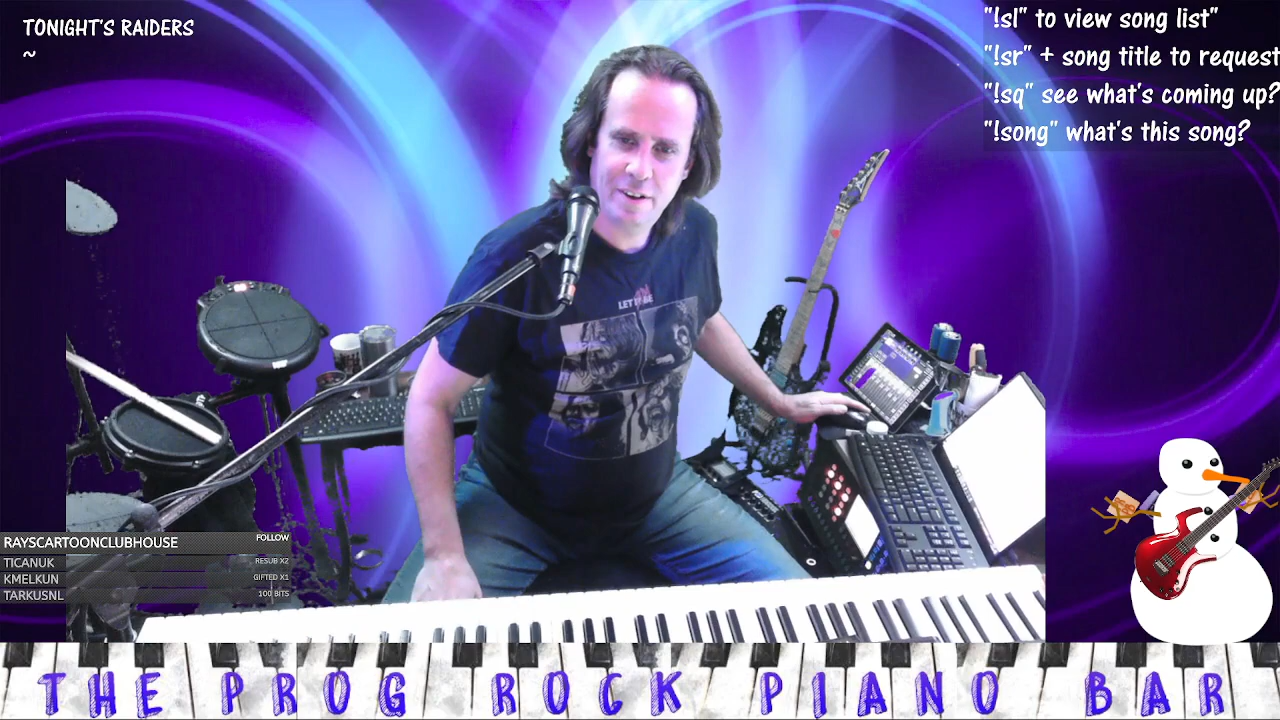 TONIGHT'S RAIDERS
~
"!sl" to view song list"
"!sr" + song title to request
"!sq" see what's coming up?
"!song" what's this song?
LET IT BE
RAYSCARTOONCLUBHOUSE FOLLOW
TICANUK RESUB X2
KMELKUN GIFTED X1
TARKUSNL 100 BITS
THE PROG ROCK PIANO BAR